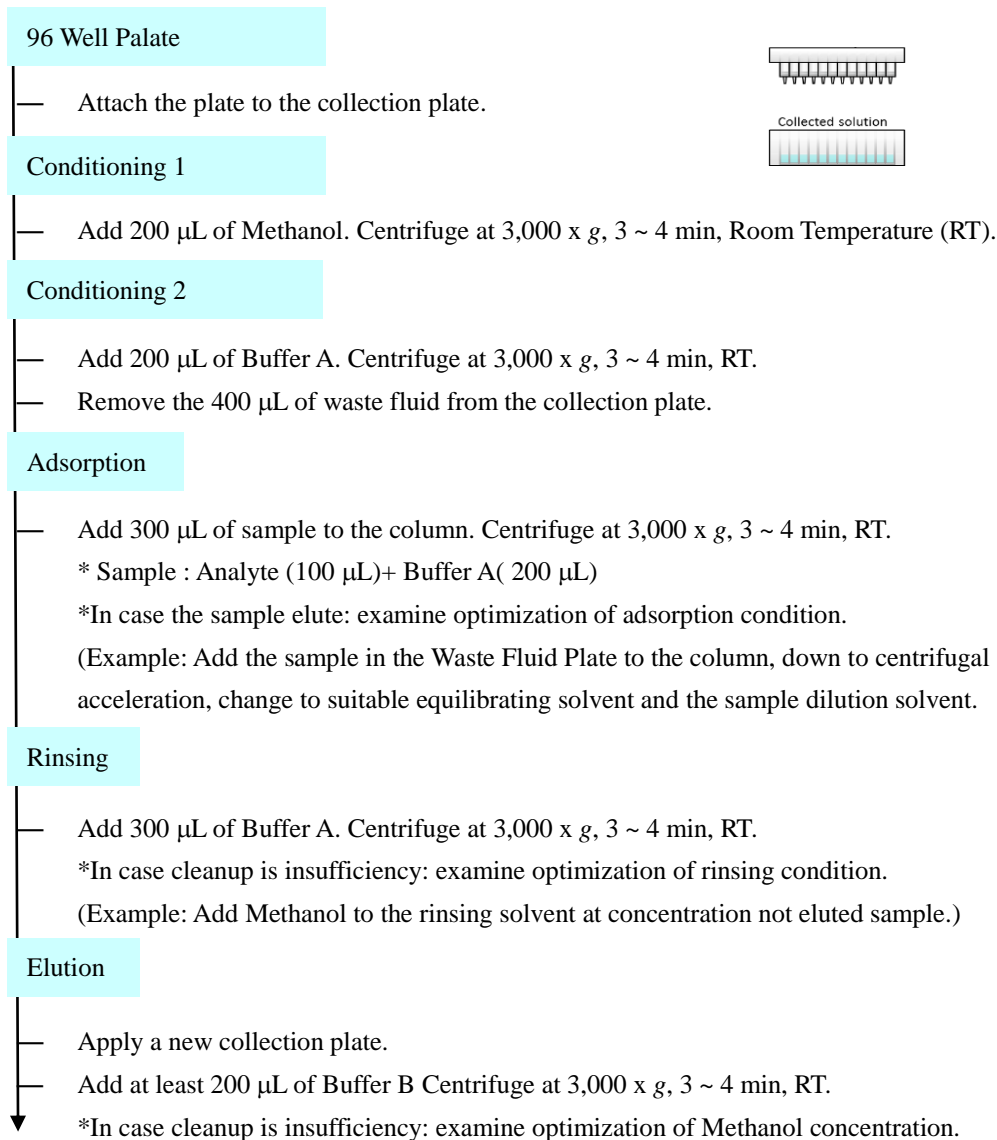 96 Well Palate
Collected solution
Attach the plate to the collection plate.
Conditioning 1
Add 200 μL of Methanol. Centrifuge at 3,000 x g, 3 ~ 4 min, Room Temperature (RT).
Conditioning 2
Add 200 μL of Buffer A. Centrifuge at 3,000 x g, 3 ~ 4 min, RT.
Remove the 400 μL of waste fluid from the collection plate.
Adsorption
Add 300 μL of sample to the column. Centrifuge at 3,000 x g, 3 ~ 4 min, RT.
* Sample : Analyte (100 μL)+ Buffer A( 200 μL)
*In case the sample elute: examine optimization of adsorption condition.
(Example: Add the sample in the Waste Fluid Plate to the column, down to centrifugal
acceleration, change to suitable equilibrating solvent and the sample dilution solvent.
Rinsing
Add 300 μL of Buffer A. Centrifuge at 3,000 x g, 3 ~ 4 min, RT.
*In case cleanup is insufficiency: examine optimization of rinsing condition.
(Example: Add Methanol to the rinsing solvent at concentration not eluted sample.)
Elution
Apply a new collection plate.
Add at least 200 μL of Buffer B Centrifuge at 3,000 x g, 3 ~ 4 min, RT.
*In case cleanup is insufficiency: examine optimization of Methanol concentration.